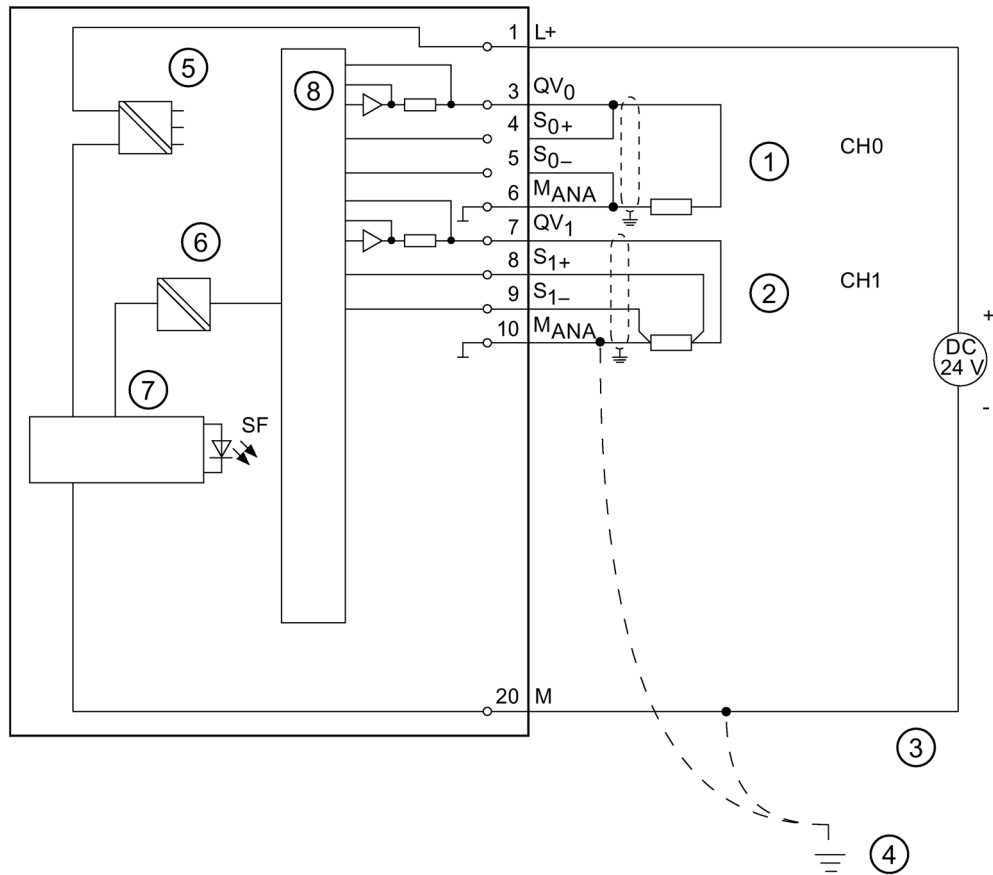 1 L+
5
8
3 QV0
4 S0+
1 CH0
5 S0–
6 MANA
7 QV1
6
8 S1+
2 CH1
9 S1–
10 MANA
+
DC
24 V
-
7
SF
20 M
3
4